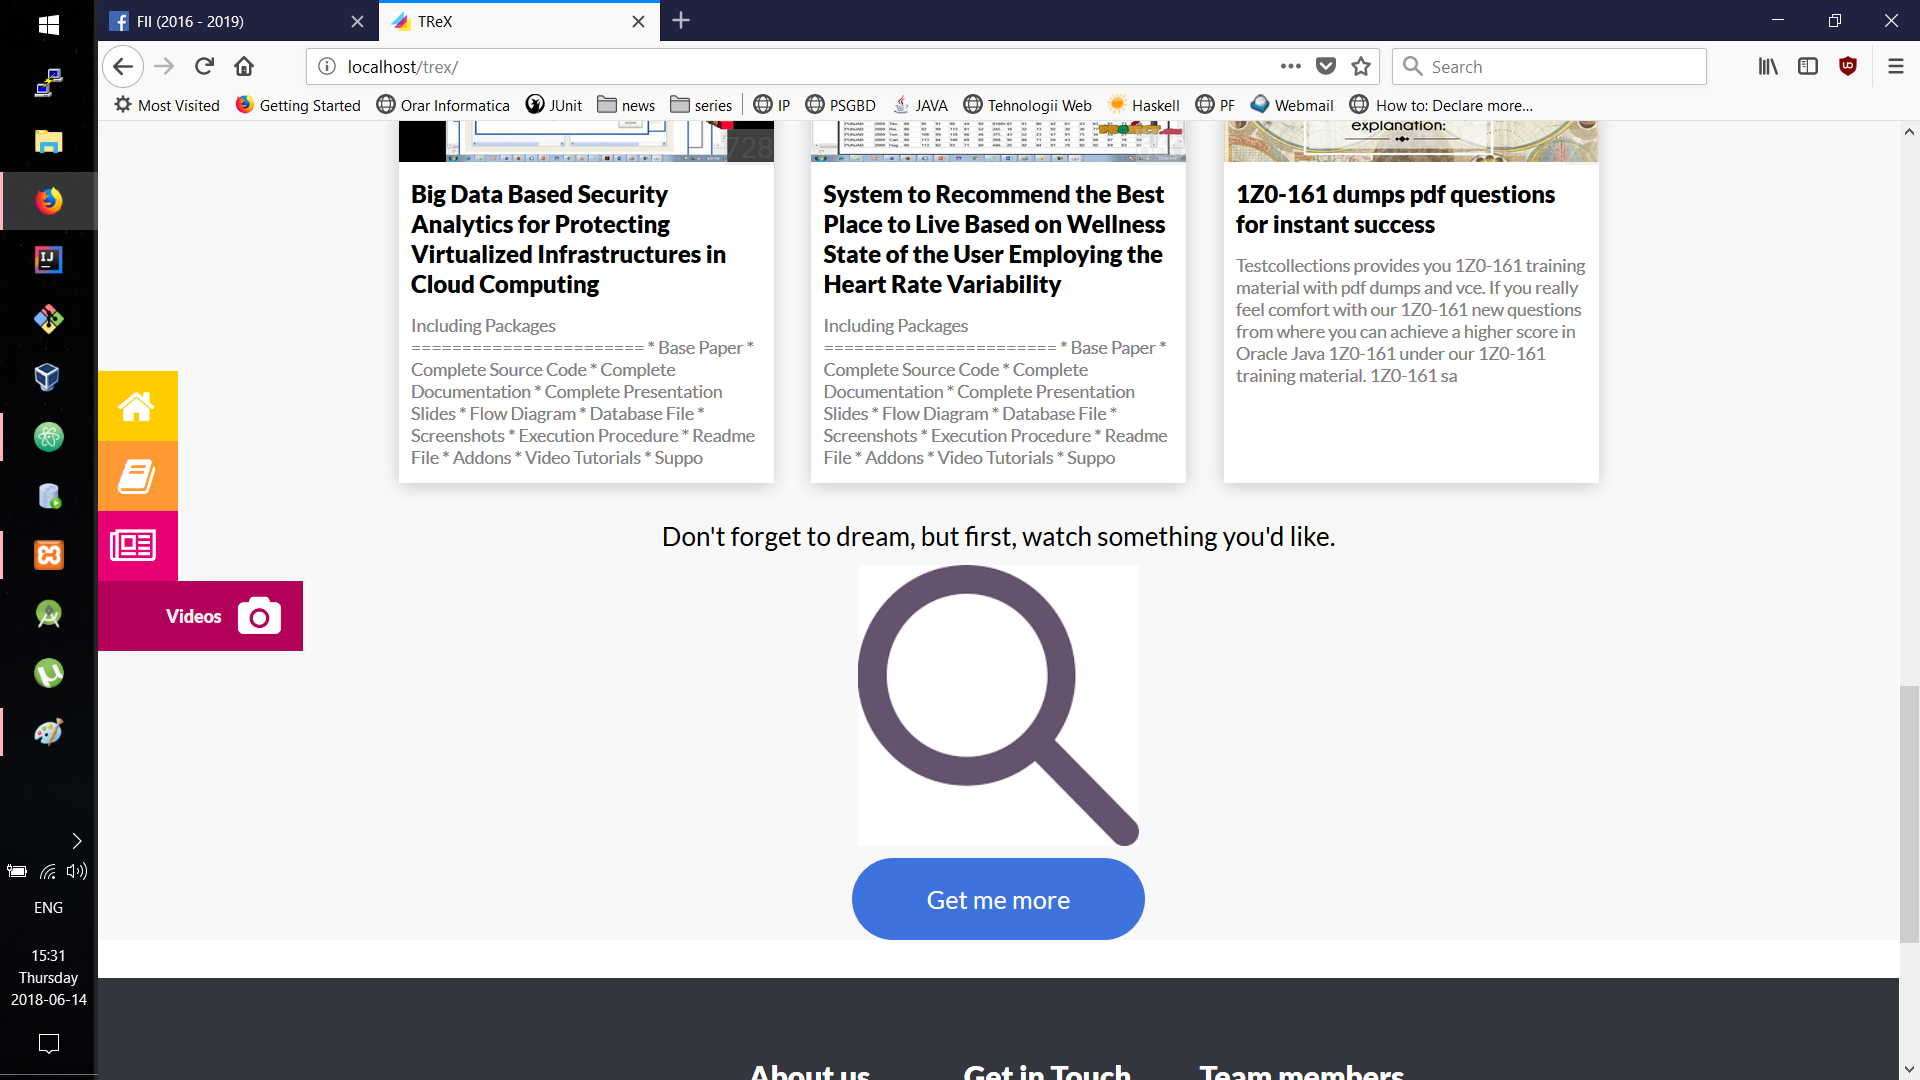 FII (2016 - 2019)
TReX
localhost/trex/
Search
Most Visited
Getting Started
Orar Informatica
JUnit
news
series
IP
PSGBD
JAVA
Tehnologii Web
Haskell
PF
Webmail
How to: Declare more...
explanation:
728
Big Data Based Security
Analytics for Protecting
Virtualized Infrastructures in
Cloud Computing
Including Packages
======================= * Base Paper *
Complete Source Code * Complete
Documentation * Complete Presentation
Slides * Flow Diagram * Database File *
Screenshots * Execution Procedure * Readme
File * Addons * Video Tutorials * Suppo
System to Recommend the Best
Place to Live Based on Wellness
State of the User Employing the
Heart Rate Variability
Including Packages
======================= * Base Paper *
Complete Source Code * Complete
Documentation * Complete Presentation
Slides * Flow Diagram * Database File *
Screenshots * Execution Procedure * Readme
File * Addons * Video Tutorials * Suppo
1Z0-161 dumps pdf questions
for instant success
Testcollections provides you 1Z0-161 training
material with pdf dumps and vce. If you really
feel comfort with our 1Z0-161 new questions
from where you can achieve a higher score in
Oracle Java 1Z0-161 under our 1Z0-161
training material. 1Z0-161 sa
Don't forget to dream, but first, watch something you'd like.
Videos
Get me more
About us
Get in Touch
Team members
ENG
15:31
Thursday
2018-06-14